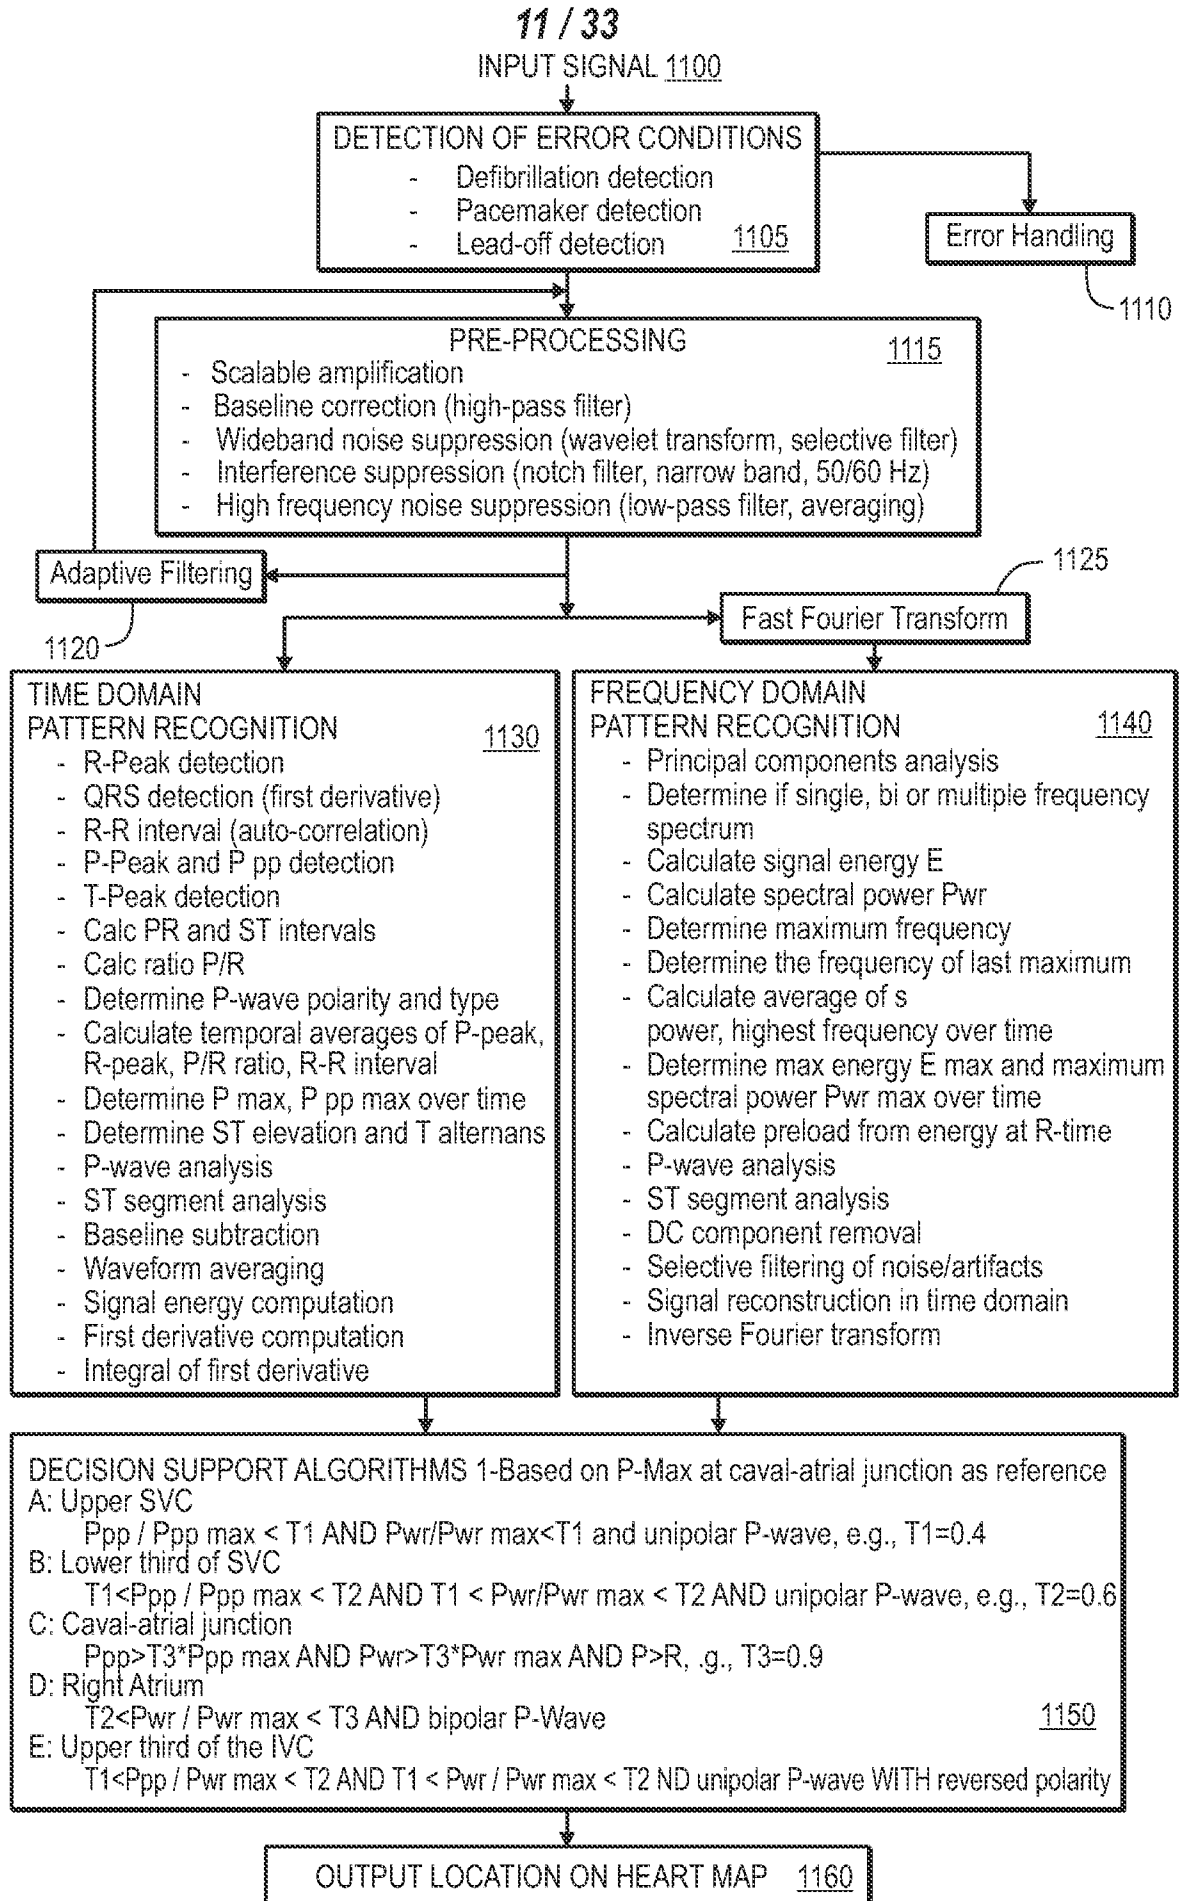 11 / 33
INPUT SIGNAL 1100
DETECTION OF ERROR CONDITIONS
- Defibrillation detection
- Pacemaker detection
- Lead-off detection 1105
Error Handling
1110
PRE-PROCESSING 1115
- Scalable amplification
- Baseline correction (high-pass filter)
- Wideband noise suppression (wavelet transform, selective filter)
- Interference suppression (notch filter, narrow band, 50/60 Hz)
- High frequency noise suppression (low-pass filter, averaging)
Adaptive Filtering
1120
1125
Fast Fourier Transform
TIME DOMAIN
PATTERN RECOGNITION 1130
- R-Peak detection
- QRS detection (first derivative)
- R-R interval (auto-correlation)
- P-Peak and P pp detection
- T-Peak detection
- Calc PR and ST intervals
- Calc ratio P/R
- Determine P-wave polarity and type
- Calculate temporal averages of P-peak,
R-peak, P/R ratio, R-R interval
- Determine P max, P pp max over time
- Determine ST elevation and T alternans
- P-wave analysis
- ST segment analysis
- Baseline subtraction
- Waveform averaging
- Signal energy computation
- First derivative computation
- Integral of first derivative
FREQUENCY DOMAIN
PATTERN RECOGNITION 1140
- Principal components analysis
- Determine if single, bi or multiple frequency
spectrum
- Calculate signal energy E
- Calculate spectral power Pwr
- Determine maximum frequency
- Determine the frequency of last maximum
- Calculate average of s
power, highest frequency over time
- Determine max energy E max and maximum
spectral power Pwr max over time
- Calculate preload from energy at R-time
- P-wave analysis
- ST segment analysis
- DC component removal
- Selective filtering of noise/artifacts
- Signal reconstruction in time domain
- Inverse Fourier transform
DECISION SUPPORT ALGORITHMS 1-Based on P-Max at caval-atrial junction as reference
A: Upper SVC
Ppp / Ppp max < T1 AND Pwr/Pwr max<T1 and unipolar P-wave, e.g., T1=0.4
B: Lower third of SVC
T1<Ppp / Ppp max < T2 AND T1 < Pwr/Pwr max < T2 AND unipolar P-wave, e.g., T2=0.6
C: Caval-atrial junction
Ppp>T3*Ppp max AND Pwr>T3*Pwr max AND P>R, .g., T3=0.9
D: Right Atrium
T2<Pwr / Pwr max < T3 AND bipolar P-Wave 1150
E: Upper third of the IVC
T1<Ppp / Pwr max < T2 AND T1 < Pwr / Pwr max < T2 ND unipolar P-wave WITH reversed polarity
OUTPUT LOCATION ON HEART MAP 1160